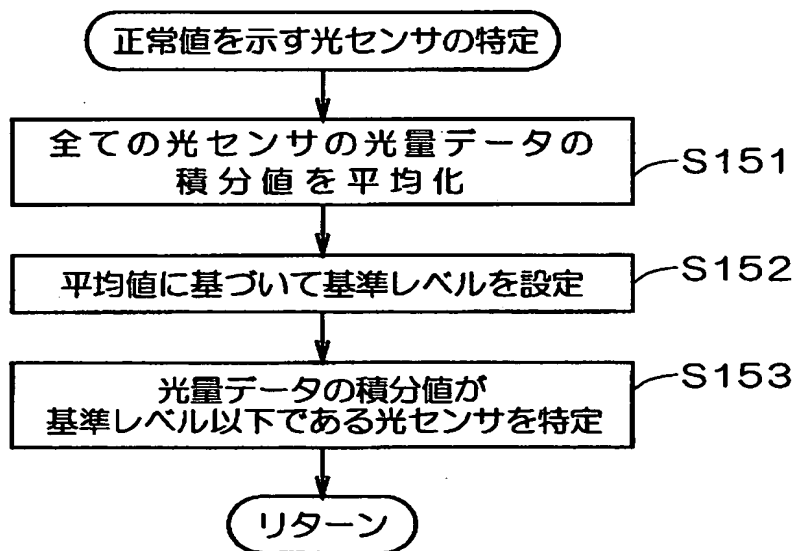 正常値を示す光センサの特定
全ての光センサの光量データの
積分値を平均化
S151
平均値に基づいて基準レベルを設定
S152
光量データの積分値が
基準レベル以下である光センサを特定
S153
リターン